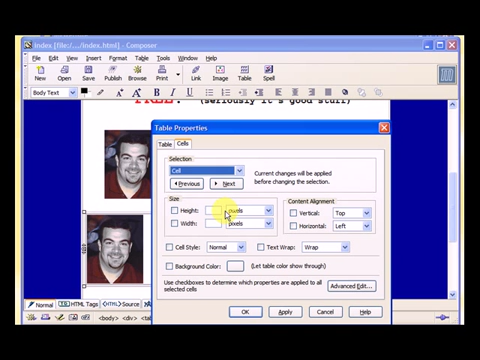 index [file:/.../index.html] - Composer
File Edit View Insert Format Table Tools Window Help
New Open Save Publish Browse Print Link Image Table Spell
Body Text
FREE! (seriously it's good stuff)
Table Properties
Table Cells
Selection
Cell
Current changes will be applied
before changing the selection.
Previous Next
Size
Height: pixels
Width: pixels
Content Alignment
Vertical: Top
Horizontal: Left
Cell Style: Normal Text Wrap: Wrap
Background Color: (Let table color show through)
Use checkboxes to determine which properties are applied to all
selected cells
Advanced Edit...
OK Apply Cancel Help
Normal HTML Tags <HTML> Source
<body> <div>